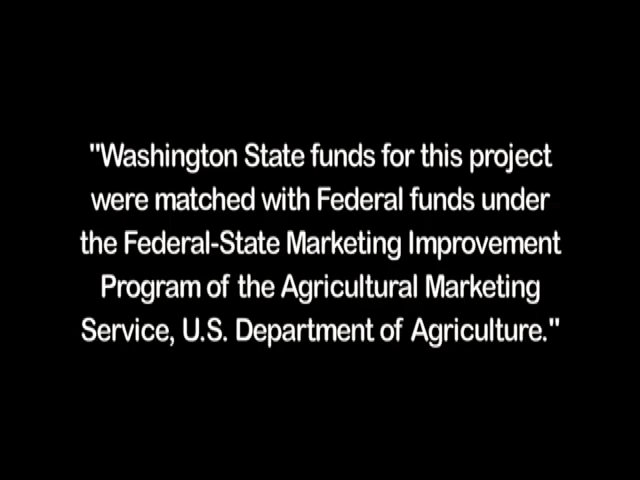 "Washington State funds for this project
were matched with Federal funds under
the Federal-State Marketing Improvement
Program of the Agricultural Marketing
Service, U.S. Department of Agriculture."